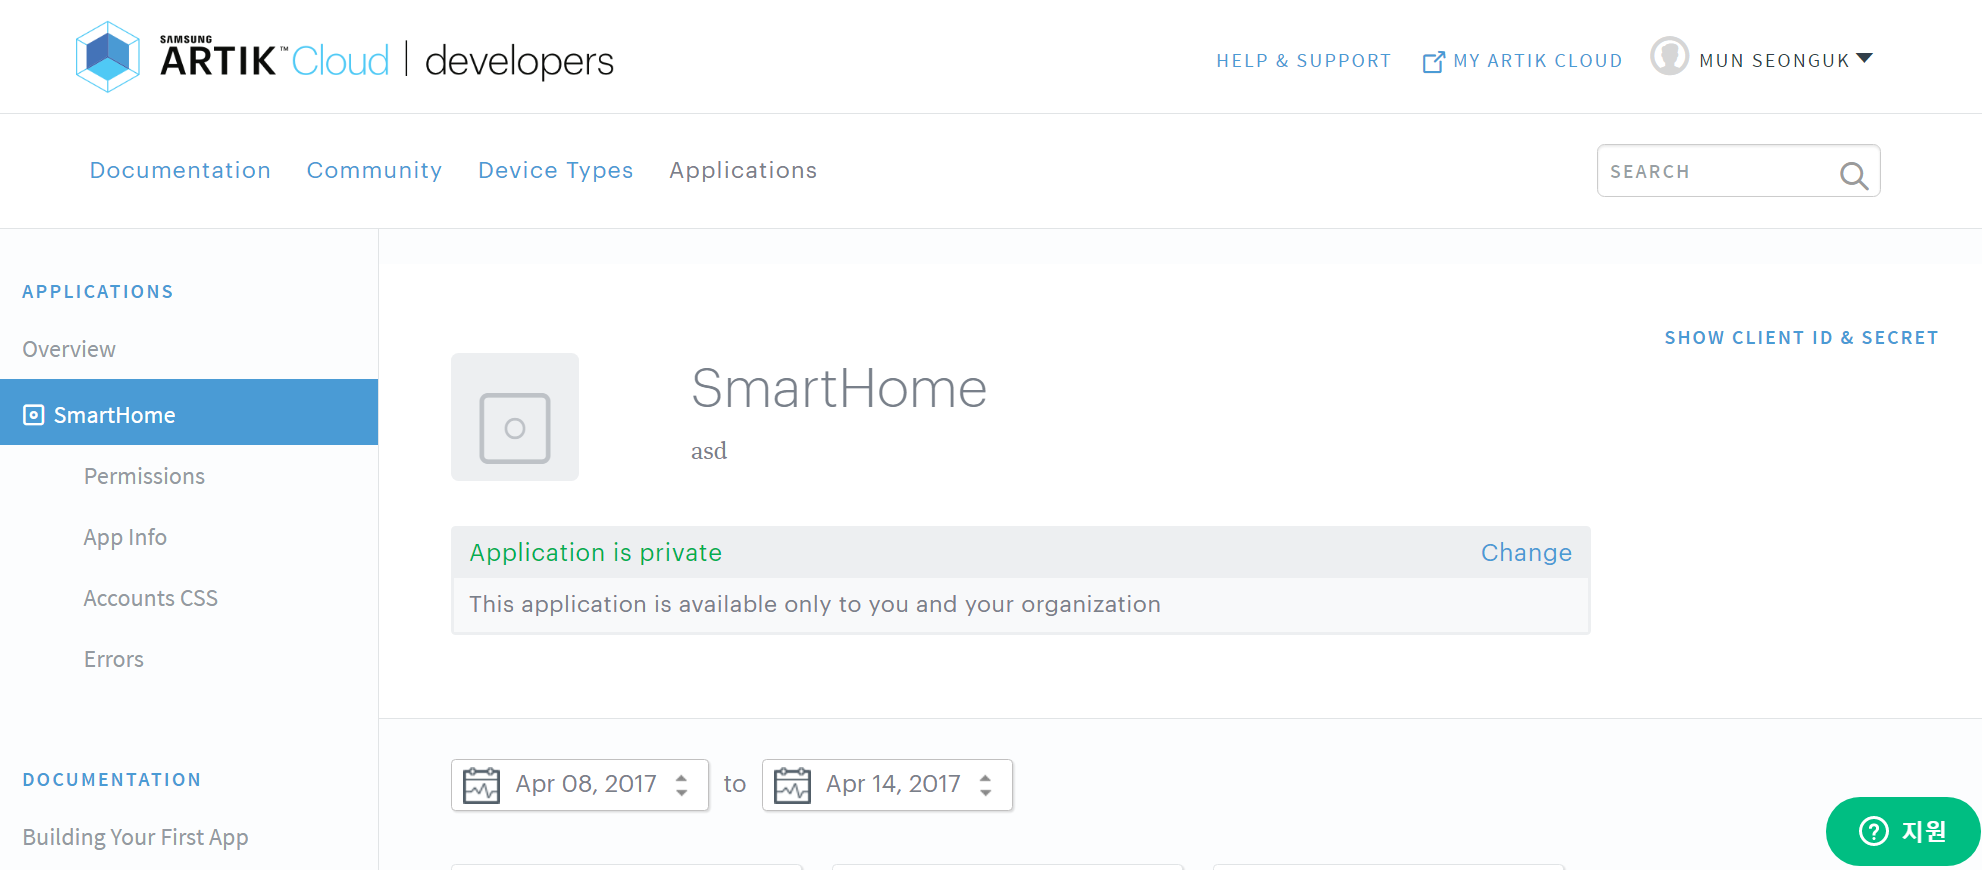 SAMSUNG
ARTIK™ Cloud | developers
HELP & SUPPORT
MY ARTIK CLOUD
MUN SEONGUK
Documentation
Community
Device Types
Applications
SEARCH
APPLICATIONS
Overview
SmartHome
Permissions
App Info
Accounts CSS
Errors
DOCUMENTATION
Building Your First App
SHOW CLIENT ID & SECRET
SmartHome
asd
Application is private
Change
This application is available only to you and your organization
Apr 08, 2017 to Apr 14, 2017
지원